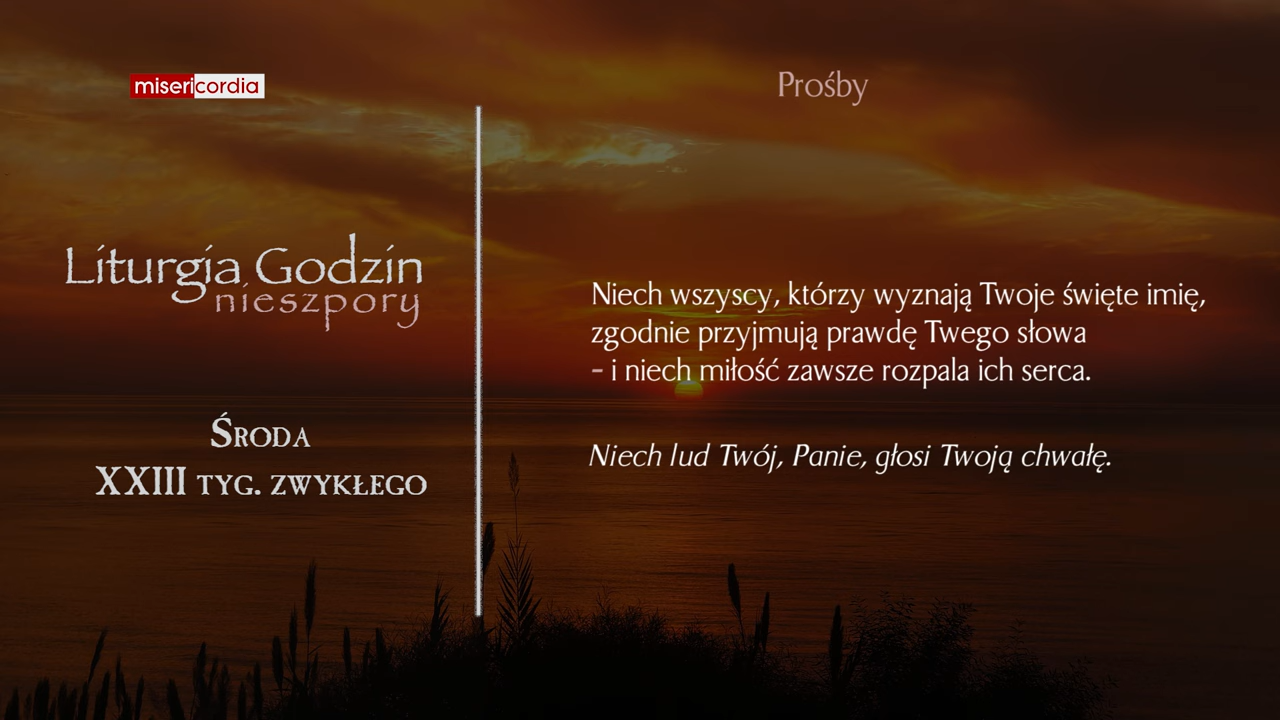 misericordia
Liturgia Godzin
nieszpory
Środa
XXIII tyg. zwykłego
Prośby
Niech wszyscy, którzy wyznają Twoje święte imię,
zgodnie przyjmują prawdę Twego słowa
- i niech miłość zawsze rozpala ich serca.
Niech lud Twój, Panie, głosi Twoją chwałę.